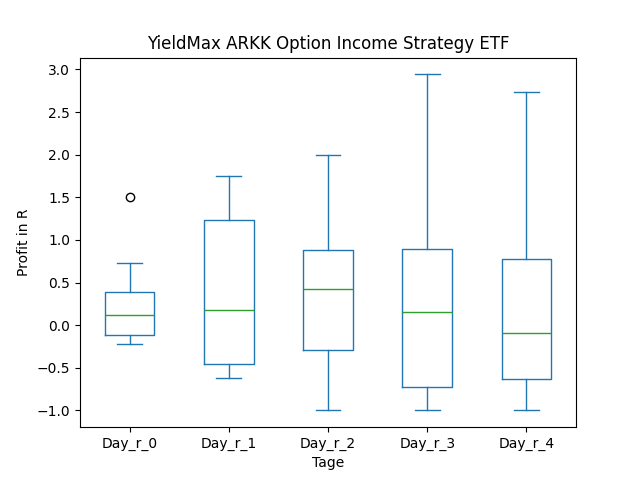 YieldMax ARKK Option Income Strategy ETF
3.0
2.5
2.0
1.5
1.0
0.5
0.0
−0.5
−1.0
Profit in R
Day_r_0 Day_r_1 Day_r_2 Day_r_3 Day_r_4
Tage